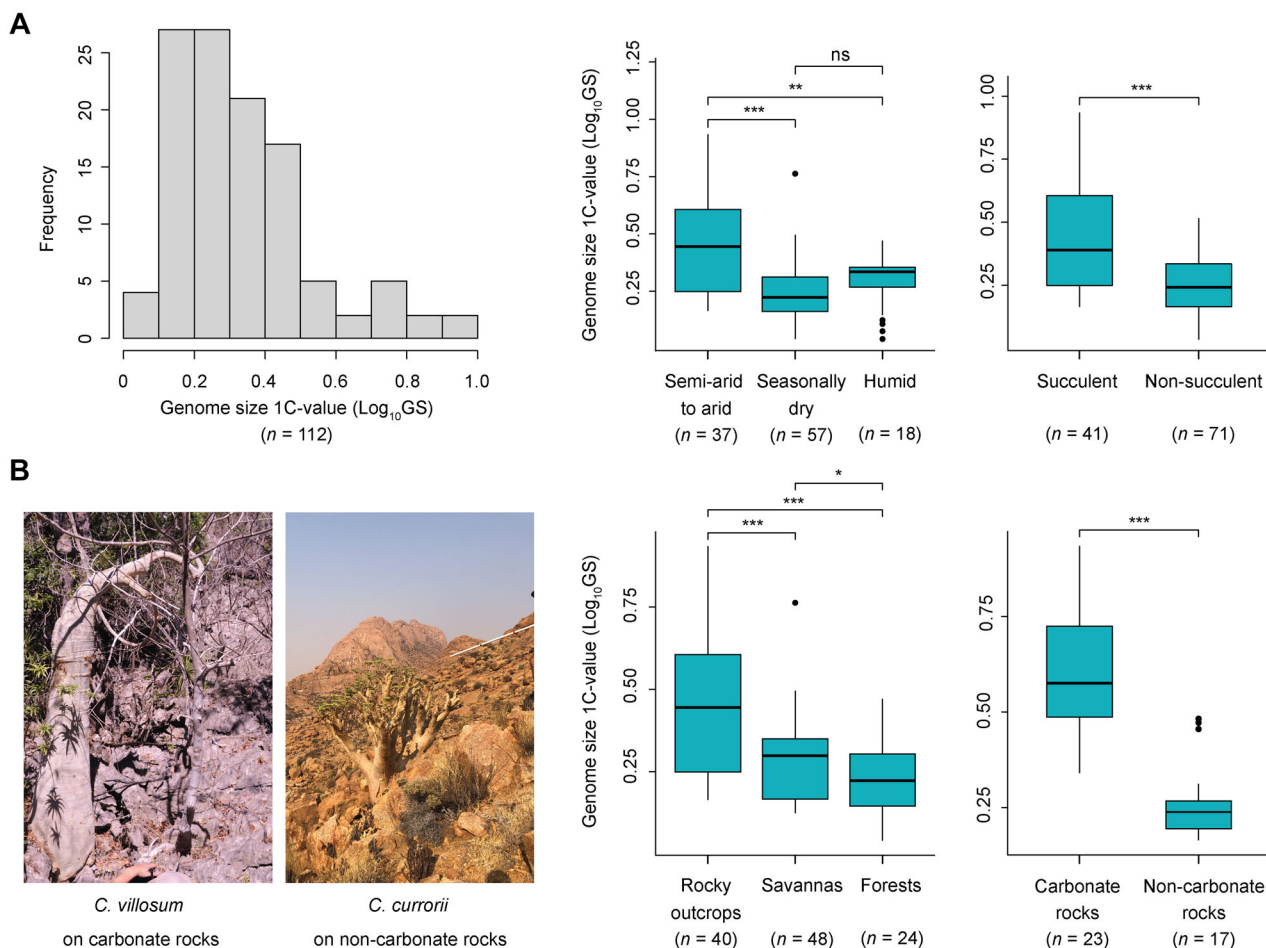 A
Frequency
0
5
10
15
20
25
0 0.2 0.4 0.6 0.8 1.0
Genome size 1C-value (Log10GS)
(n = 112)
Genome size 1C-value (Log10GS)
0.25
0.50
0.75
1.00
1.25
ns
**
***
Semi-arid to arid
Seasonally dry
Humid
(n = 37) (n = 57) (n = 18)
0.25
0.50
0.75
1.00
***
Succulent Non-succulent
(n = 41) (n = 71)
B
C. villosum
on carbonate rocks
C. currorii
on non-carbonate rocks
Genome size 1C-value (Log10GS)
0.25
0.50
0.75
*
***
***
Rocky outcrops
Savannas
Forests
(n = 40) (n = 48) (n = 24)
0.25
0.50
0.75
***
Carbonate rocks
Non-carbonate rocks
(n = 23) (n = 17)